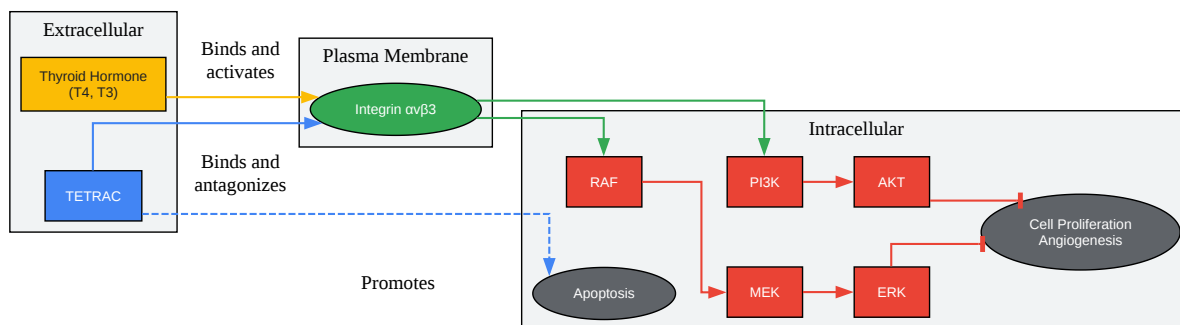 Extracellular
Thyroid Hormone
(T4, T3)
TETRAC
Binds and
activates
Binds and
antagonizes
Promotes
Plasma Membrane
Integrin αvβ3
Intracellular
RAF
PI3K
AKT
Cell Proliferation
Angiogenesis
Apoptosis
MEK
ERK